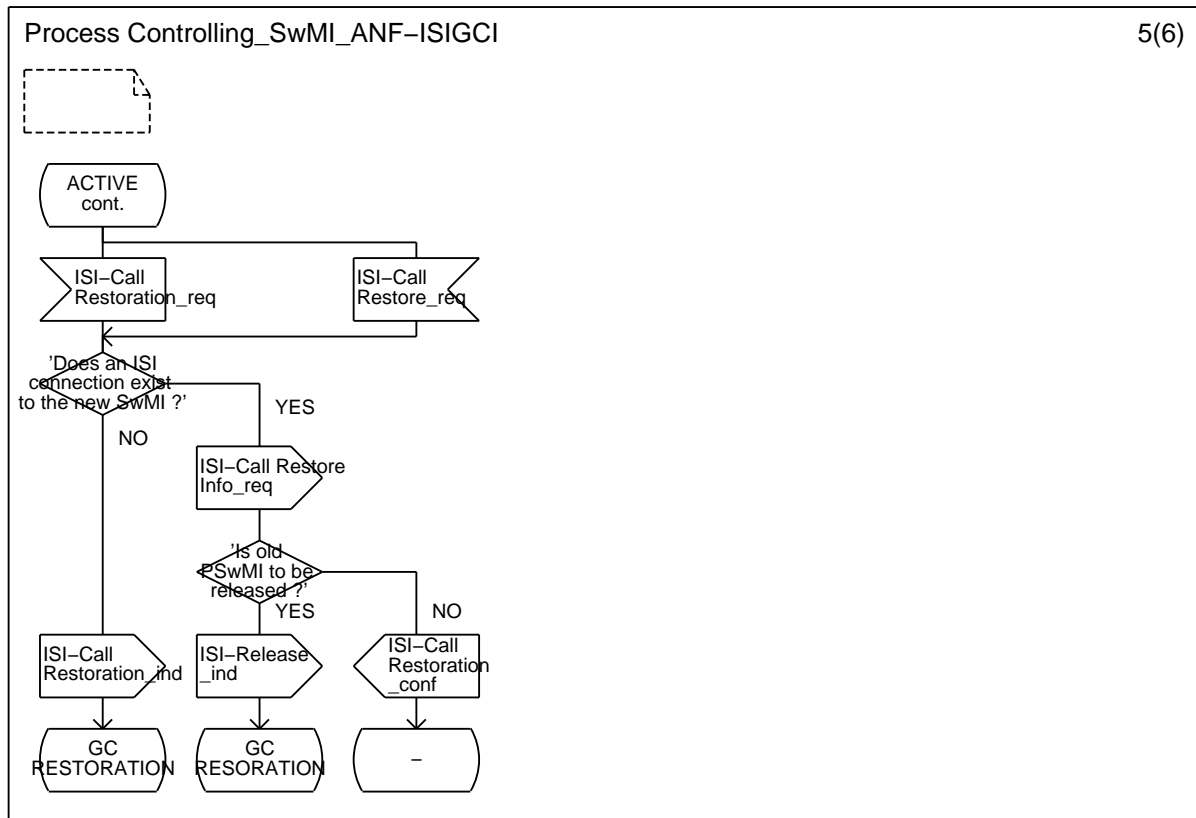 Process Controlling_SwMI_ANF−ISIGCI
5(6)
ACTIVE
cont.
ISI−Call
Restoration_req
ISI−Call
Restore_req
'Does an ISI
connection exist
to the new SwMI ?'
YES
NO
ISI−Call Restore
Info_req
'Is old
PSwMI to be
released ?'
YES
NO
ISI−Call
Restoration_ind
ISI−Release
_ind
ISI−Call
Restoration
_conf
GC
RESTORATION
GC
RESORATION
−